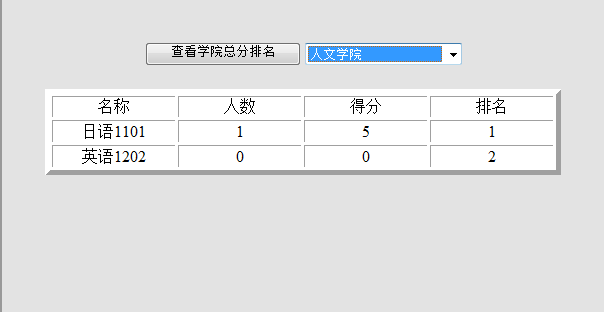 查看学院总分排名 人文学院
名称 人数 得分 排名
日语1101 1 5 1
英语1202 0 0 2